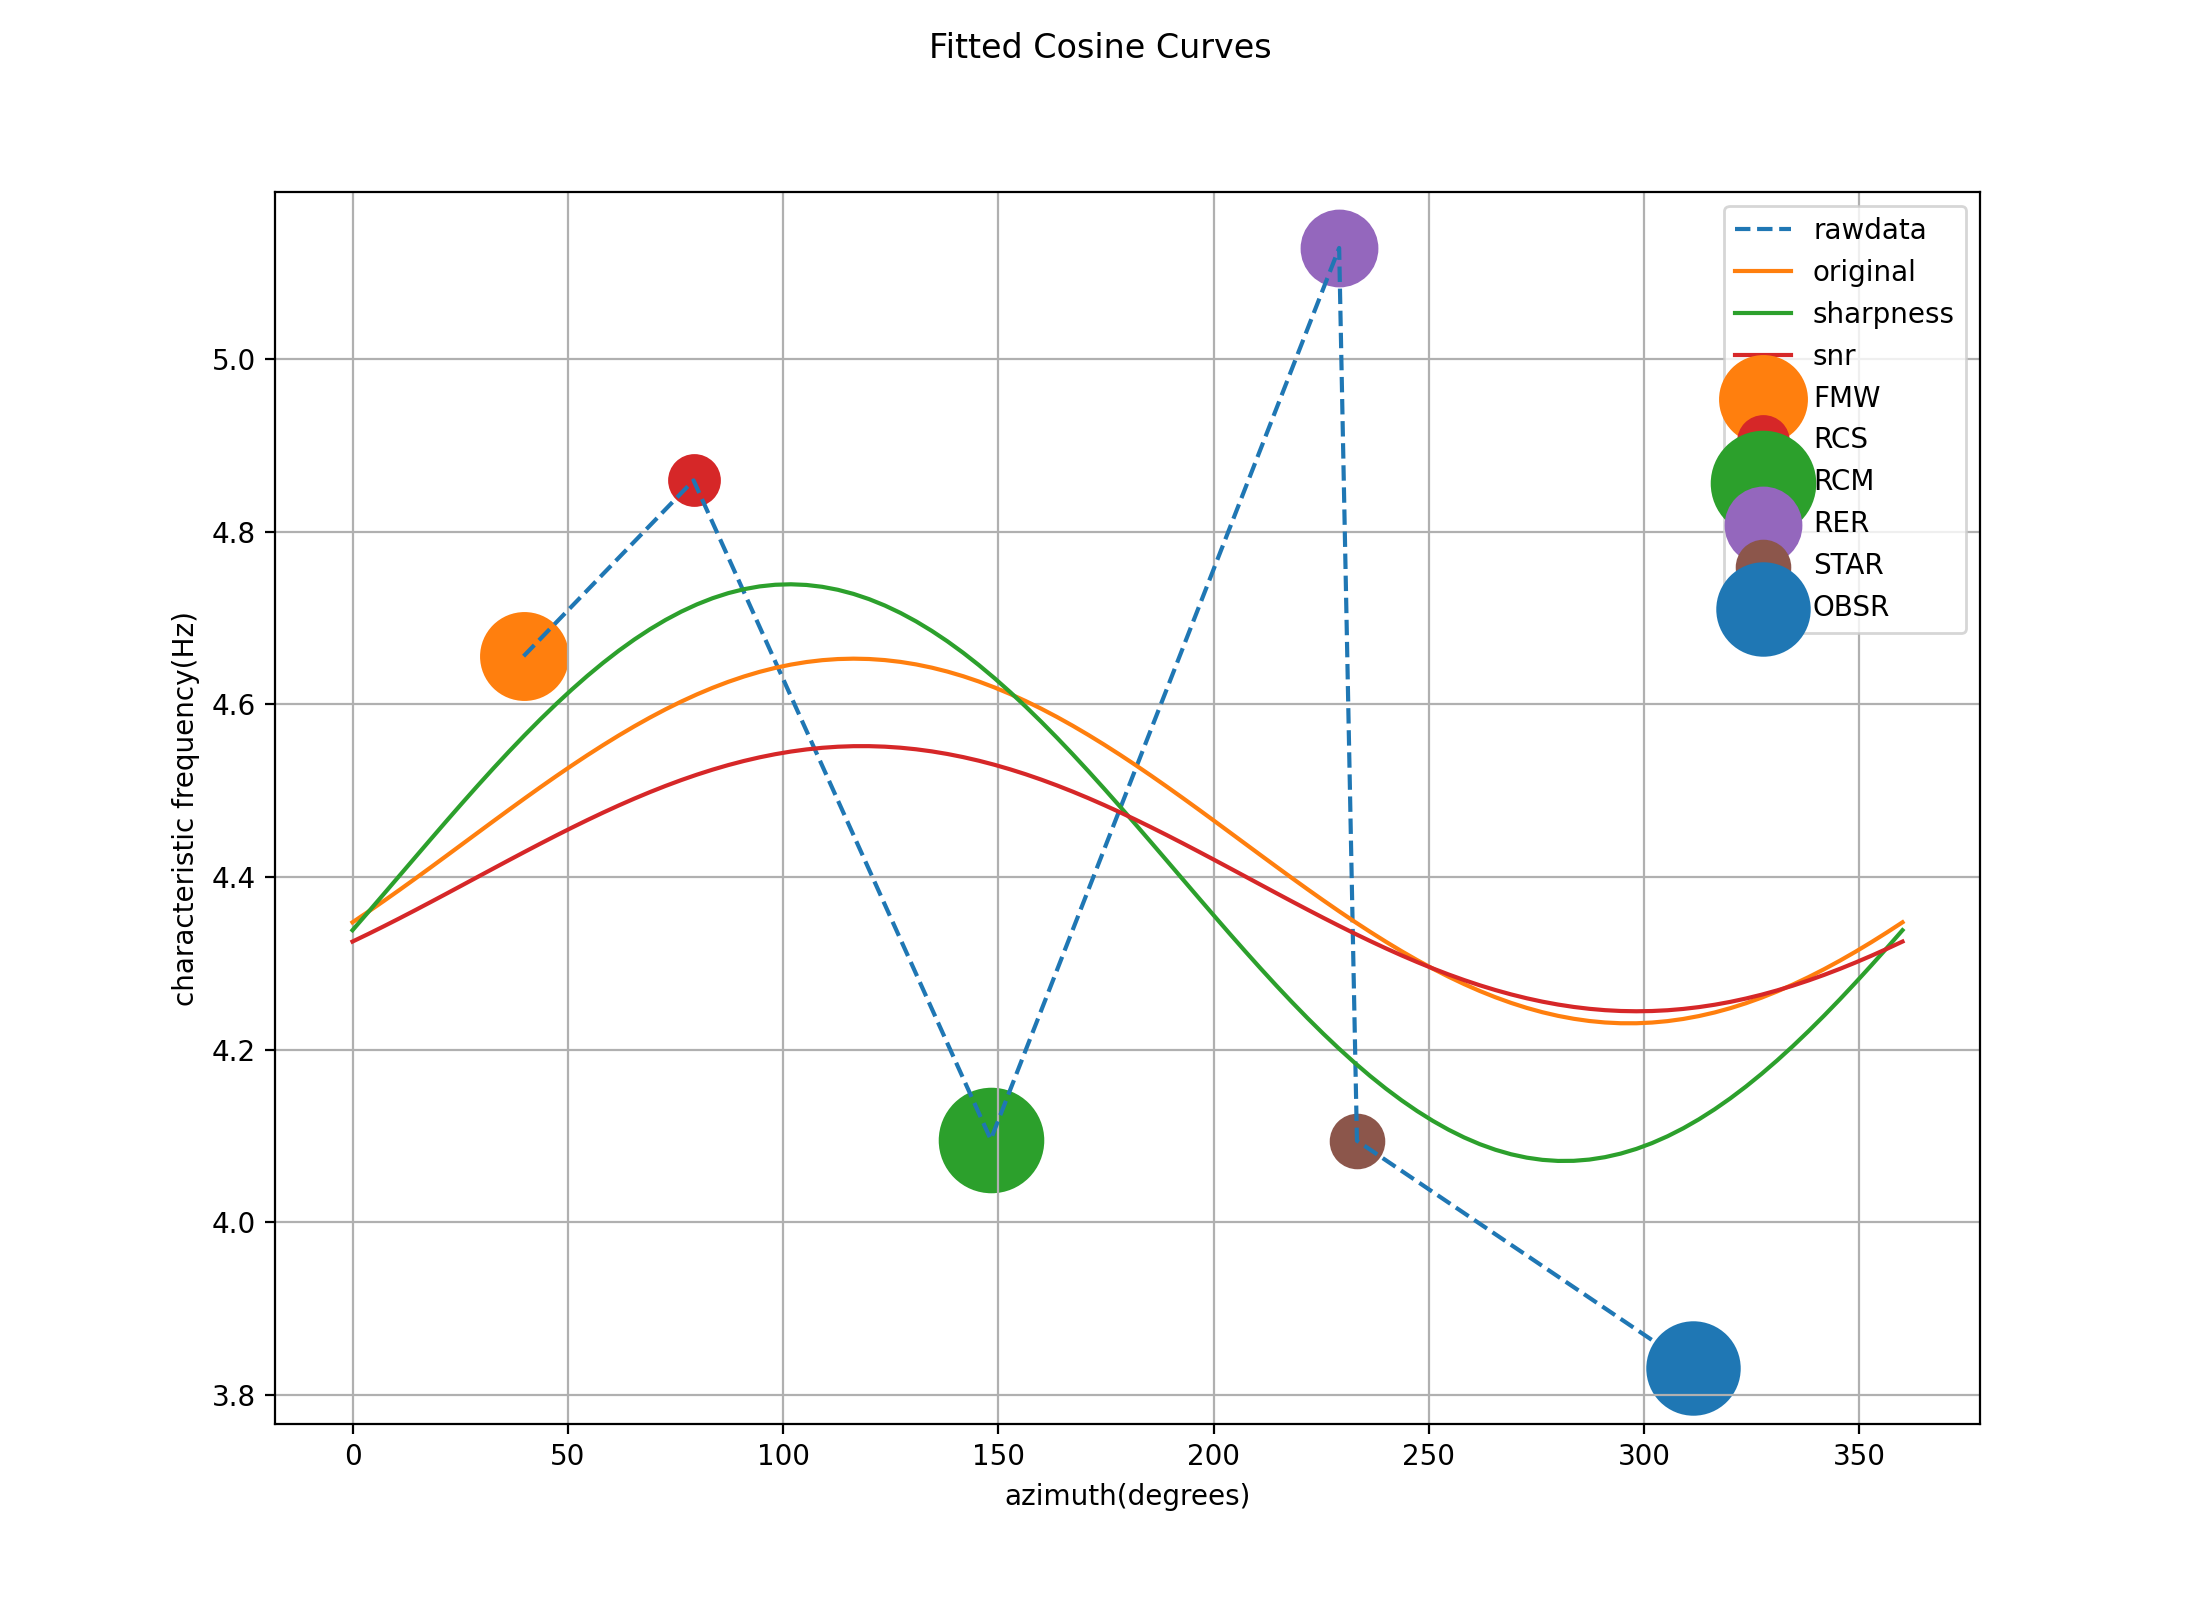 Fitted Cosine Curves
rawdata
original
sharpness
snr
FMW
RCS
RCM
RER
STAR
OBSR
characteristic frequency(Hz)
5.0
4.8
4.6
4.4
4.2
4.0
3.8
0 50 100 150 200 250 300 350
azimuth(degrees)